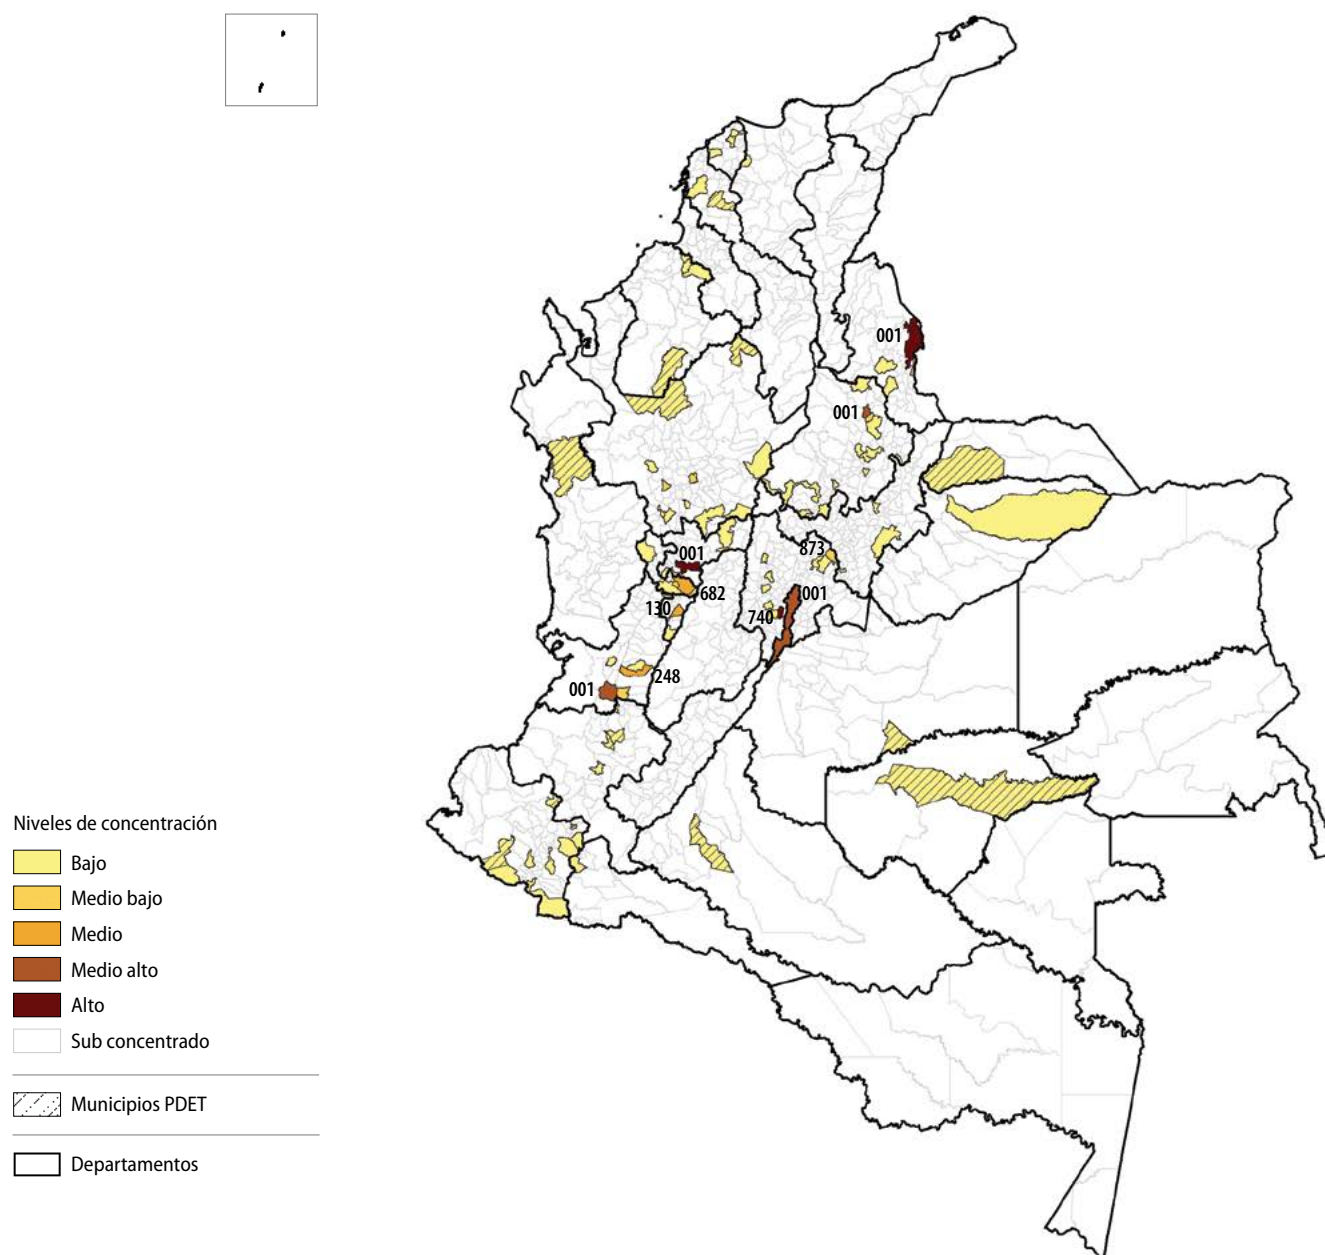 001
001
001
873
682
001
130
740
248
001
Niveles de concentración
Bajo
Medio bajo
Medio
Medio alto
Alto
Sub concentrado
Municipios PDET
Departamentos